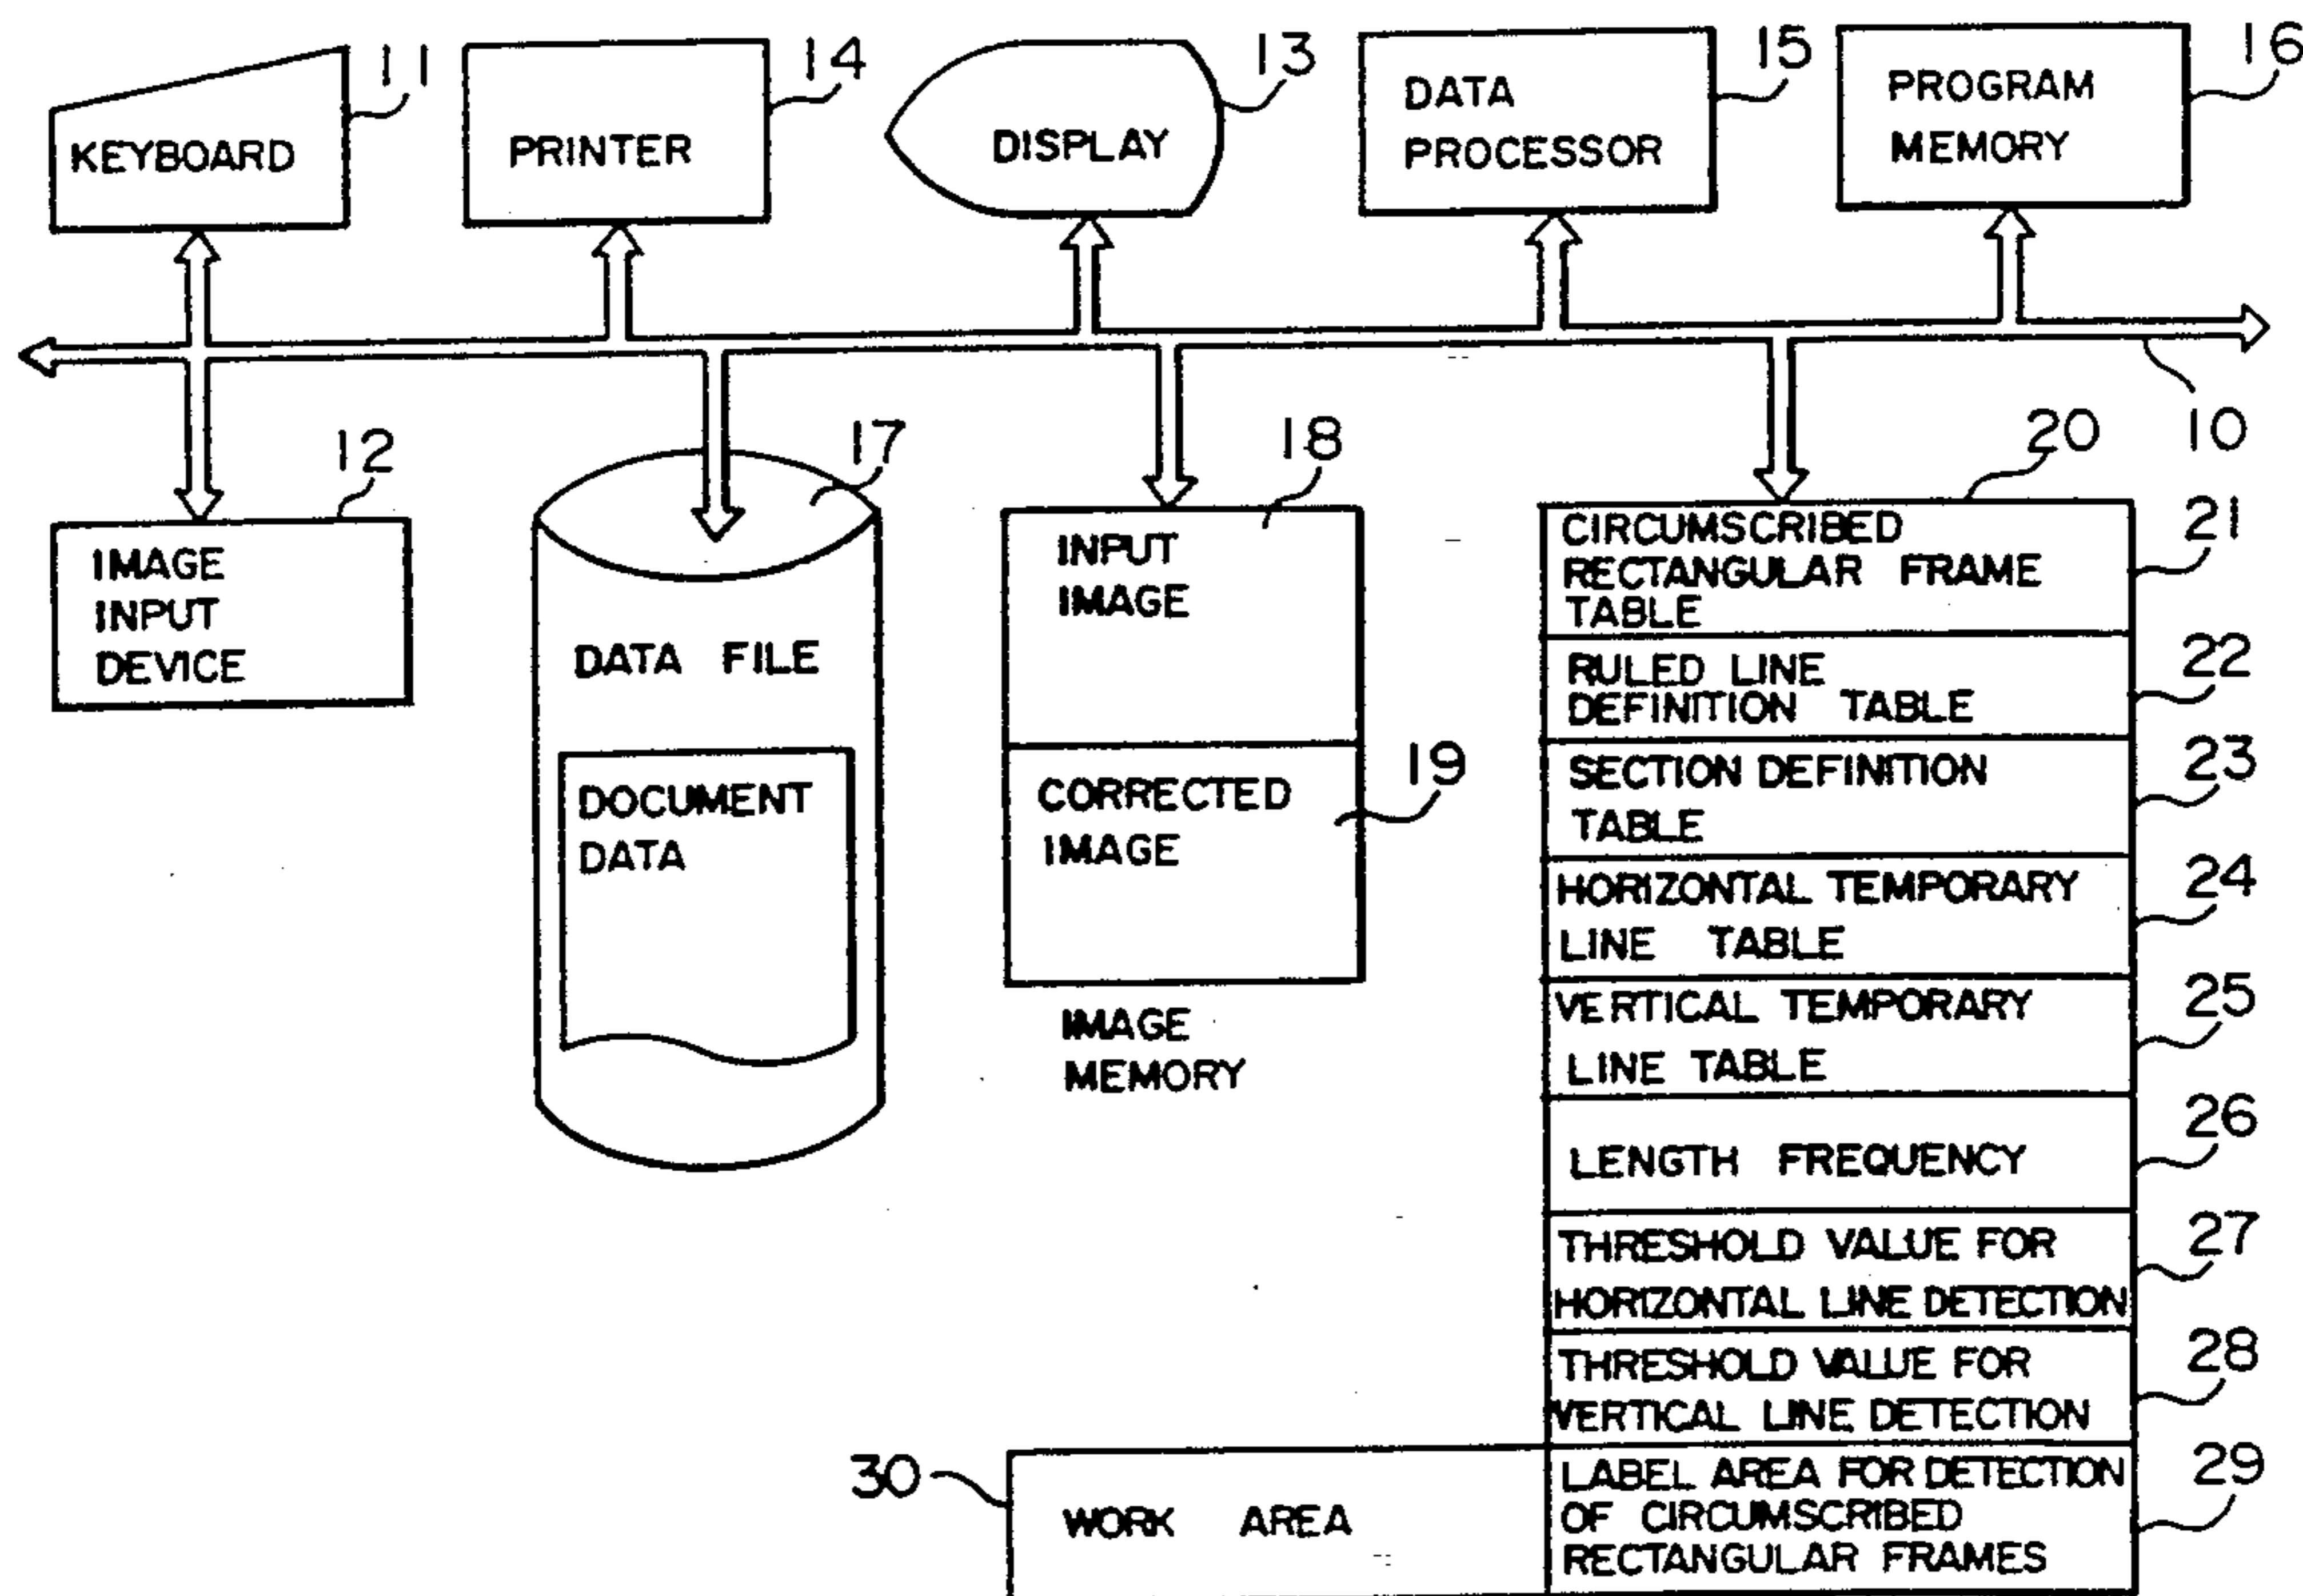 11
14
13
15
16
KEYBOARD
PRINTER
DISPLAY
DATA
PROCESSOR
PROGRAM
MEMORY
10
12
IMAGE
INPUT
DEVICE
17
DATA FILE
DOCUMENT
DATA
18
INPUT
IMAGE
19
CORRECTED
IMAGE
IMAGE
MEMORY
20
21
CIRCUMSCRIBED
RECTANGULAR FRAME
TABLE
22
RULED LINE
DEFINITION TABLE
23
SECTION DEFINITION
TABLE
24
HORIZONTAL TEMPORARY
LINE TABLE
25
VERTICAL TEMPORARY
LINE TABLE
26
LENGTH FREQUENCY
27
THRESHOLD VALUE FOR
HORIZONTAL LINE DETECTION
28
THRESHOLD VALUE FOR
VERTICAL LINE DETECTION
29
LABEL AREA FOR DETECTION
OF CIRCUMSCRIBED
RECTANGULAR FRAMES
30
WORK AREA